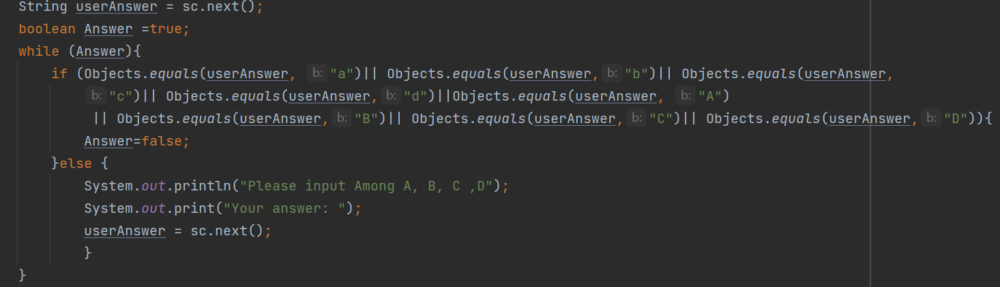 String userAnswer = sc.next();
boolean Answer =true;
while (Answer){
if (Objects.equals(userAnswer, b: "a")|| Objects.equals(userAnswer, b: "b")|| Objects.equals(userAnswer,
b: "c")|| Objects.equals(userAnswer, b: "d")||Objects.equals(userAnswer, b: "A")
|| Objects.equals(userAnswer, b: "B")|| Objects.equals(userAnswer, b: "C")|| Objects.equals(userAnswer, b: "D")){
Answer=false;
}else {
System.out.println("Please input Among A, B, C ,D");
System.out.print("Your answer: ");
userAnswer = sc.next();
}
}